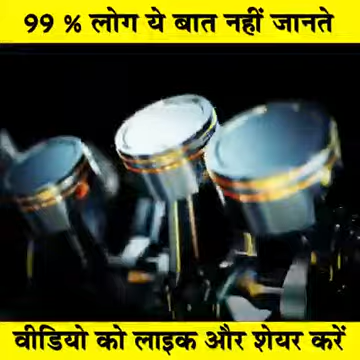 99 % लोग ये बात नहीं जानते
वीडियो को लाइक और शेयर करें